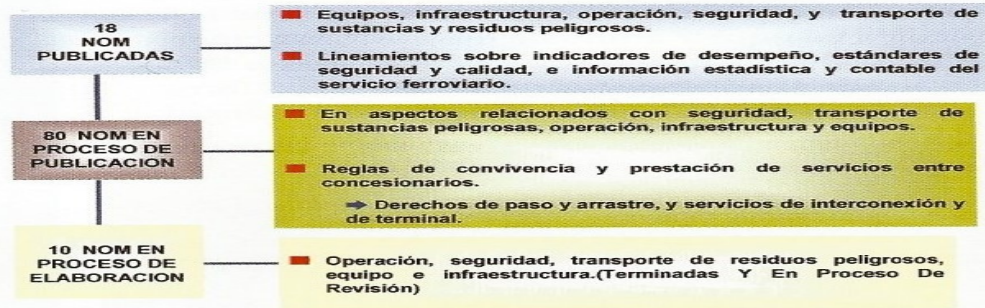 18
NOM
PUBLICADAS
Equipos, infraestructura, operación, seguridad, y transporte de
sustancias y residuos peligrosos.
Lineamientos sobre indicadores de desempeño, estándares de
seguridad y calidad, e información estadística y contable del
servicio ferroviario.
80 NOM EN
PROCESO DE
PUBLICACION
En aspectos relacionados con seguridad, transporte de
sustancias peligrosas, operación, infraestructura y equipos.
Reglas de convivencia y prestación de servicios entre
concesionarios.
Derechos de paso y arrastre, y servicios de interconexión y
de terminal.
10 NOM EN
PROCESO DE
ELABORACION
Operación, seguridad, transporte de residuos peligrosos,
equipo e infraestructura.(Terminadas Y En Proceso De
Revisión)